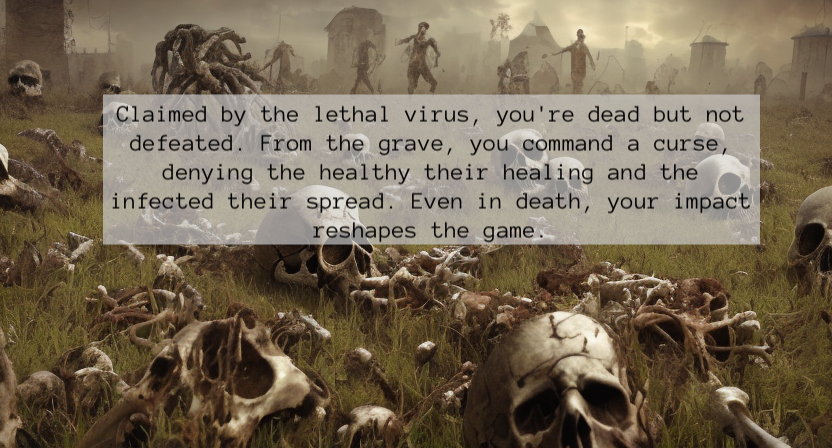 Claimed by the lethal virus, you're dead but not
defeated. From the grave, you command a curse,
denying the healthy their healing and the
infected their spread. Even in death, your impact
reshapes the game.